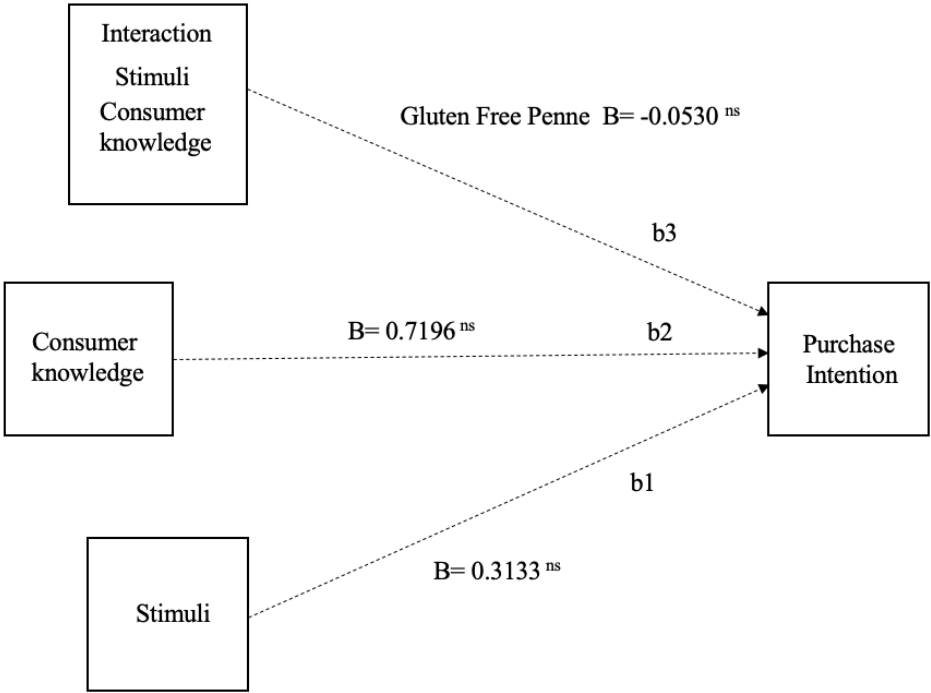 Interaction
Stimuli
Consumer
knowledge
Gluten Free Penne B= -0.0530 ns
b3
Consumer
knowledge
B= 0.7196 ns
b2
Purchase
Intention
b1
B= 0.3133 ns
Stimuli